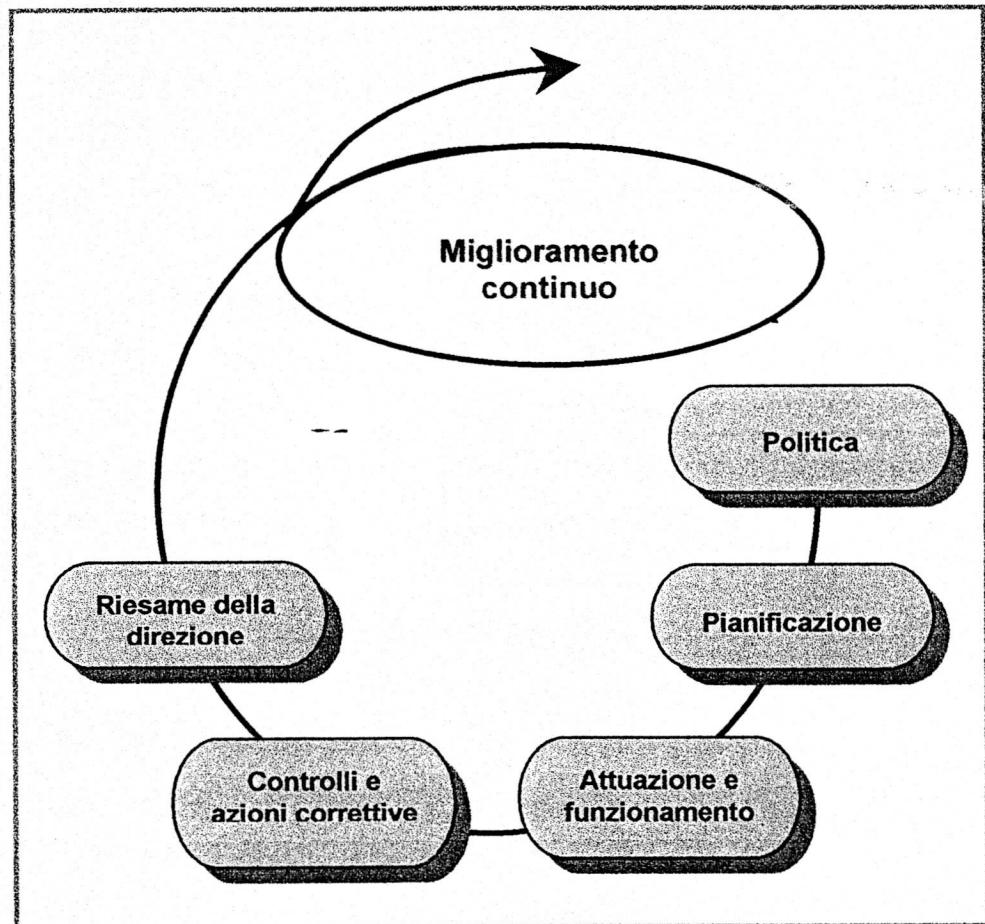 Miglioramento
continuo
Politica
Pianificazione
Attuazione e
funzionamento
Controlli e
azioni correttive
Riesame della
direzione